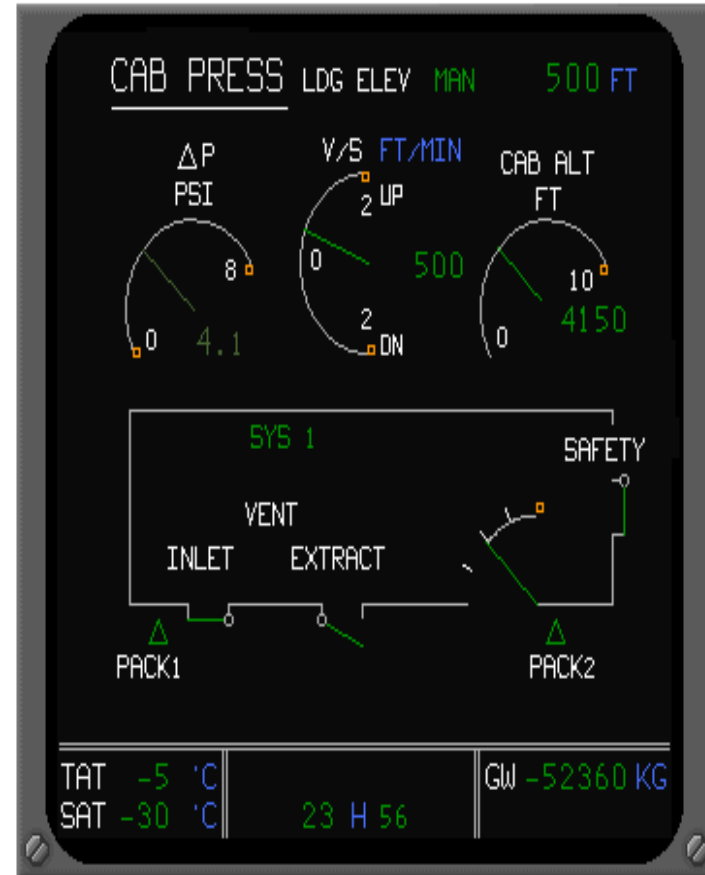 CAB PRESS LDG ELEV MAN 500 FT
△P
PSI
8
0
4.1
V/S FT/MIN
2 UP
0
500
2
DN
CAB ALT
FT
10
4150
0
SYS 1
SAFETY
VENT
INLET EXTRACT
PACK1
PACK2
TAT -5 °C
SAT -30 °C
23 H 56
GW -52360 KG